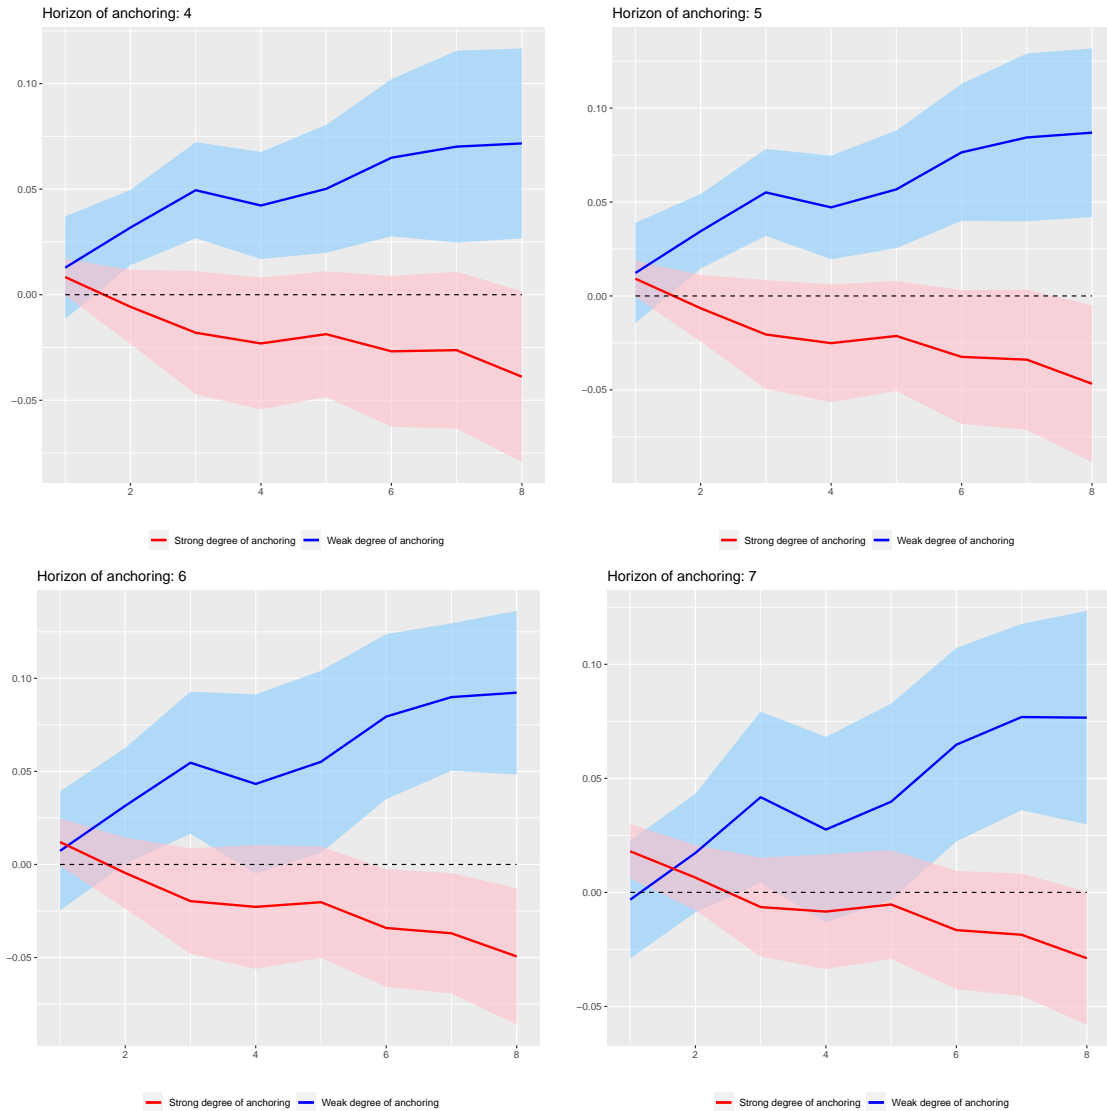 Horizon of anchoring: 4
0.10
0.05
0.00
−0.05
2 4 6 8
Strong degree of anchoring Weak degree of anchoring
Horizon of anchoring: 5
0.10
0.05
0.00
−0.05
2 4 6 8
Strong degree of anchoring Weak degree of anchoring
Horizon of anchoring: 6
0.10
0.05
0.00
−0.05
2 4 6 8
Strong degree of anchoring Weak degree of anchoring
Horizon of anchoring: 7
0.10
0.05
0.00
−0.05
2 4 6 8
Strong degree of anchoring Weak degree of anchoring